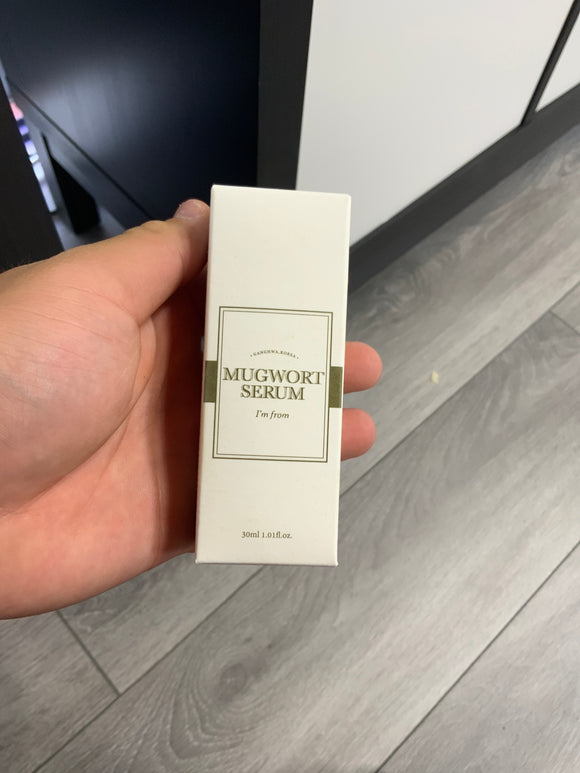 • GANGHWA, KOREA •
MUGWORT
SERUM
I'm from
30ml 1.01fl.oz.